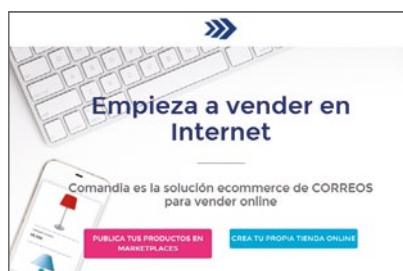 Empieza a vender en
Internet
Comandia es la solución ecommerce de CORREOS
para vender online
PUBLICA TUS PRODUCTOS EN
MARKETPLACES
CREA TU PROPIA TIENDA ONLINE